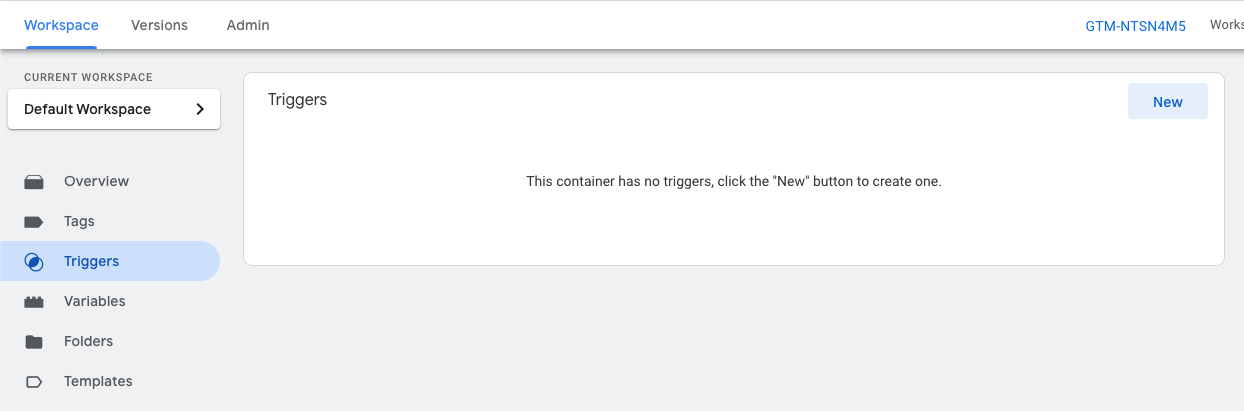 Workspace Versions Admin GTM-NTSN4M5 Works
CURRENT WORKSPACE
Default Workspace
Triggers New
This container has no triggers, click the "New" button to create one.
Overview
Tags
Triggers
Variables
Folders
Templates